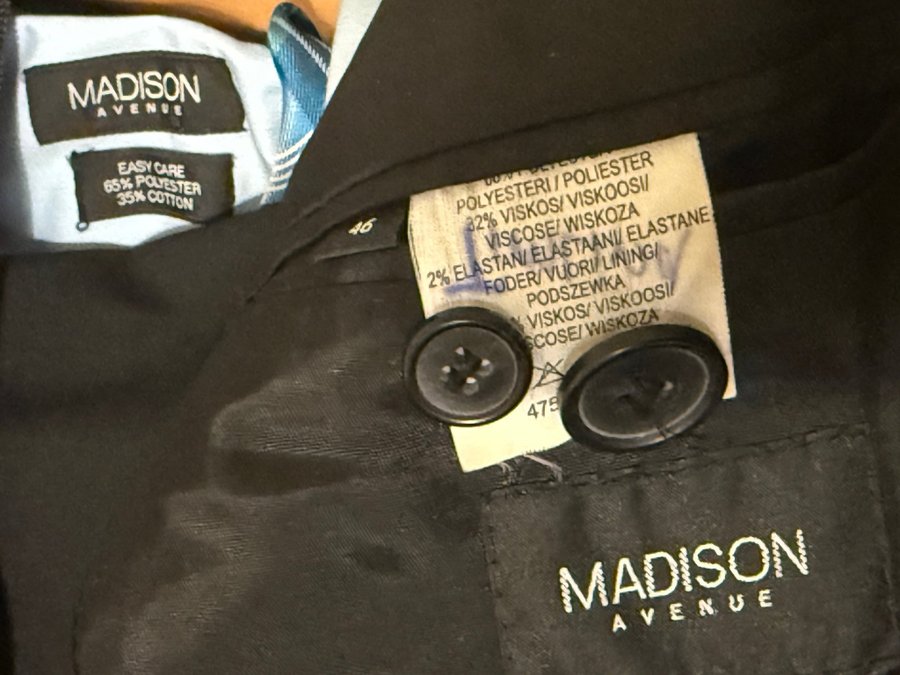 MADISON
AVENUE
EASY CARE
65% POLYESTER
35% COTTON
46
POLYESTERI / POLIESTER
32% VISKOS/ VISKOOSI/
VISCOSE/ WISKOZA
2% ELASTAN/ ELASTAANI/ ELASTANE
FODER/ VUORI/ LINING/
PODSZEWKA
VISKOS/ VISKOOSI/
VISCOSE/ WISKOZA
MADISON
AVENUE